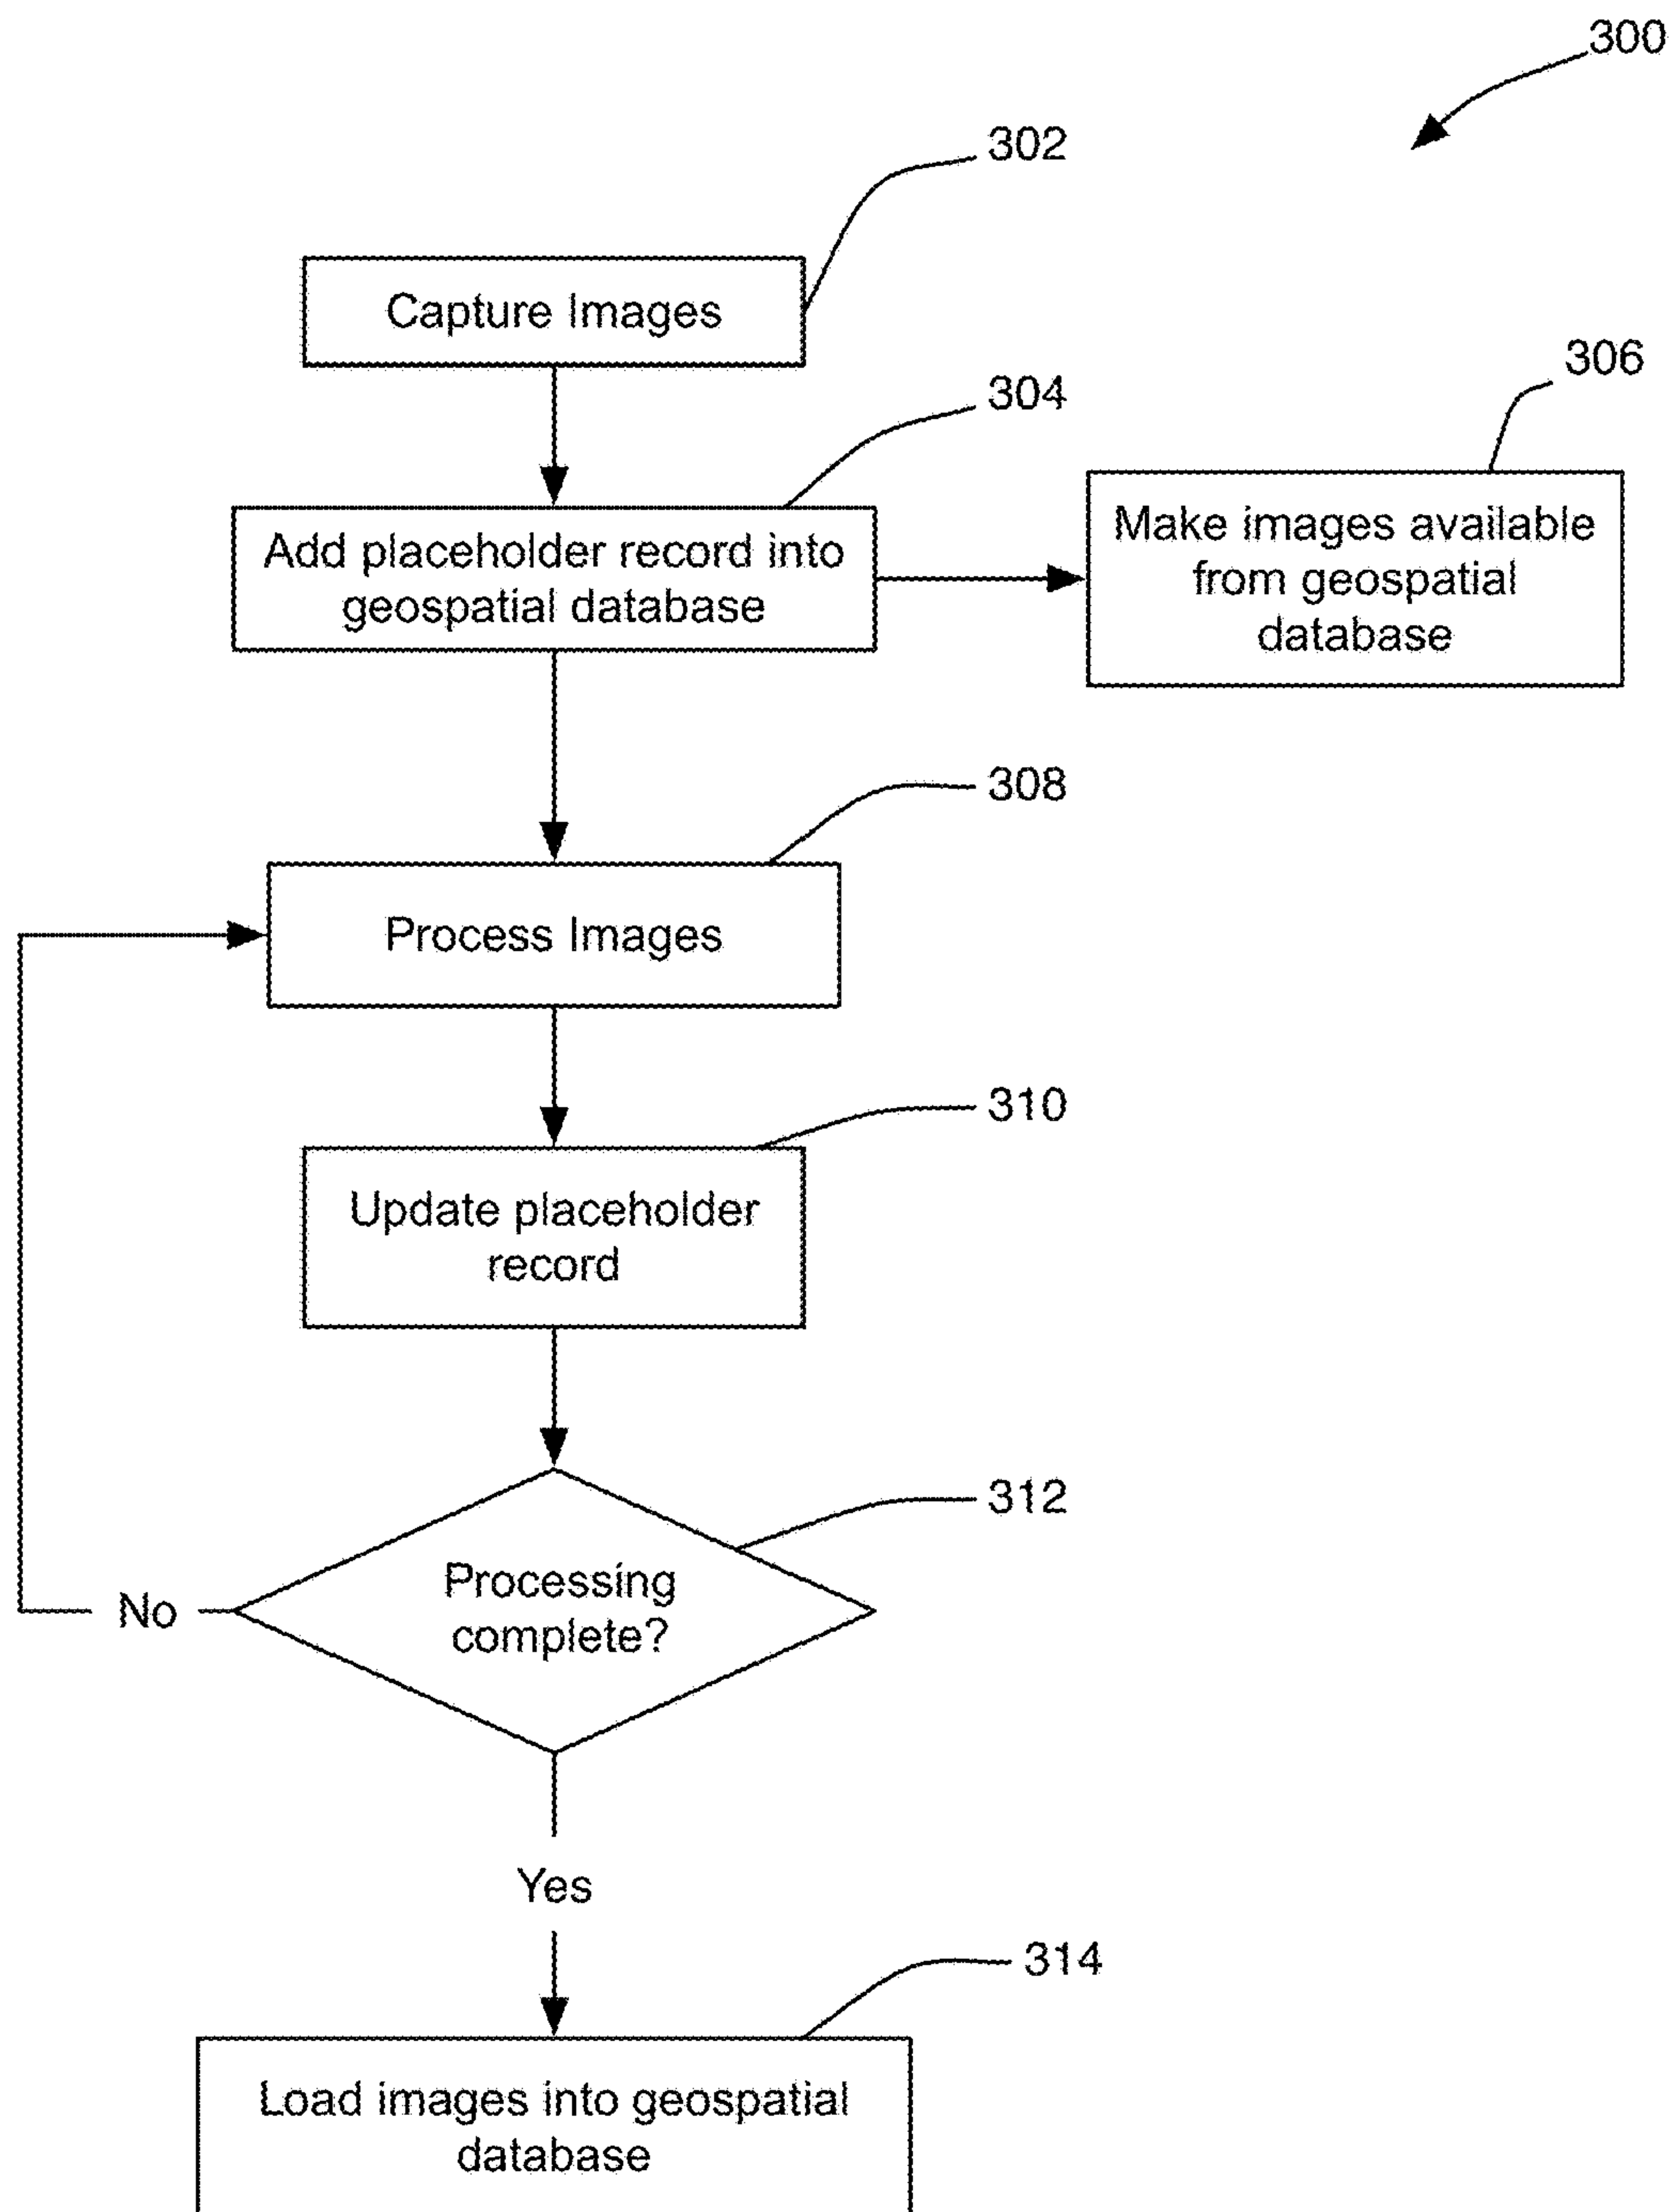 300
302
Capture Images
304
306
Add placeholder record into
geospatial database
Make images available
from geospatial
database
308
Process Images
310
Update placeholder
record
312
Processing
complete?
No
Yes
314
Load images into geospatial
database